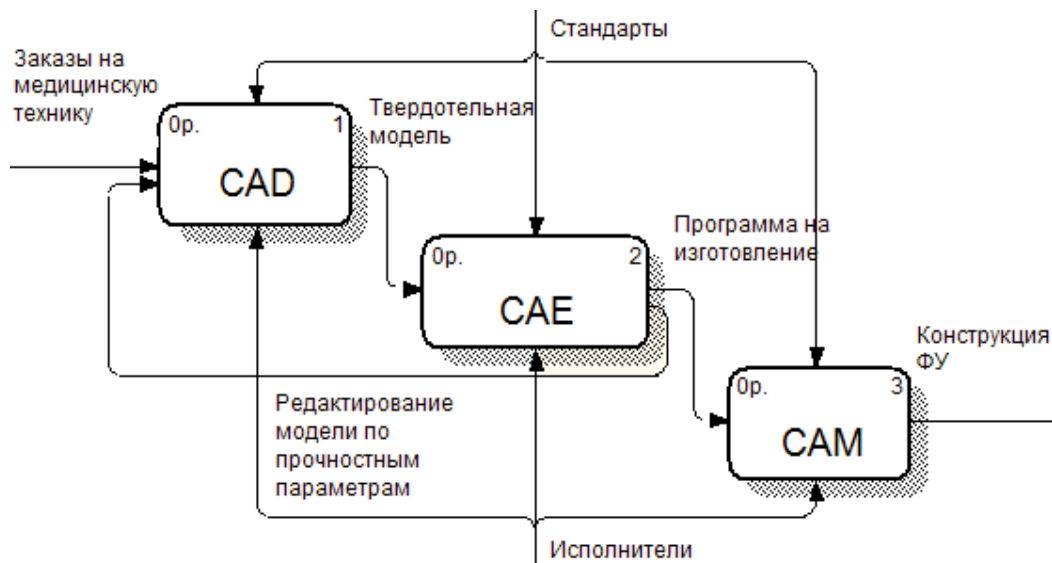 Стандарты
Заказы на
медицинскую
технику
Твердотельная
модель
0р.
1
CAD
Программа на
изготовление
0р.
2
CAE
Конструкция
ФУ
0р.
3
CAM
Редактирование
модели по
прочностным
параметрам
Исполнители